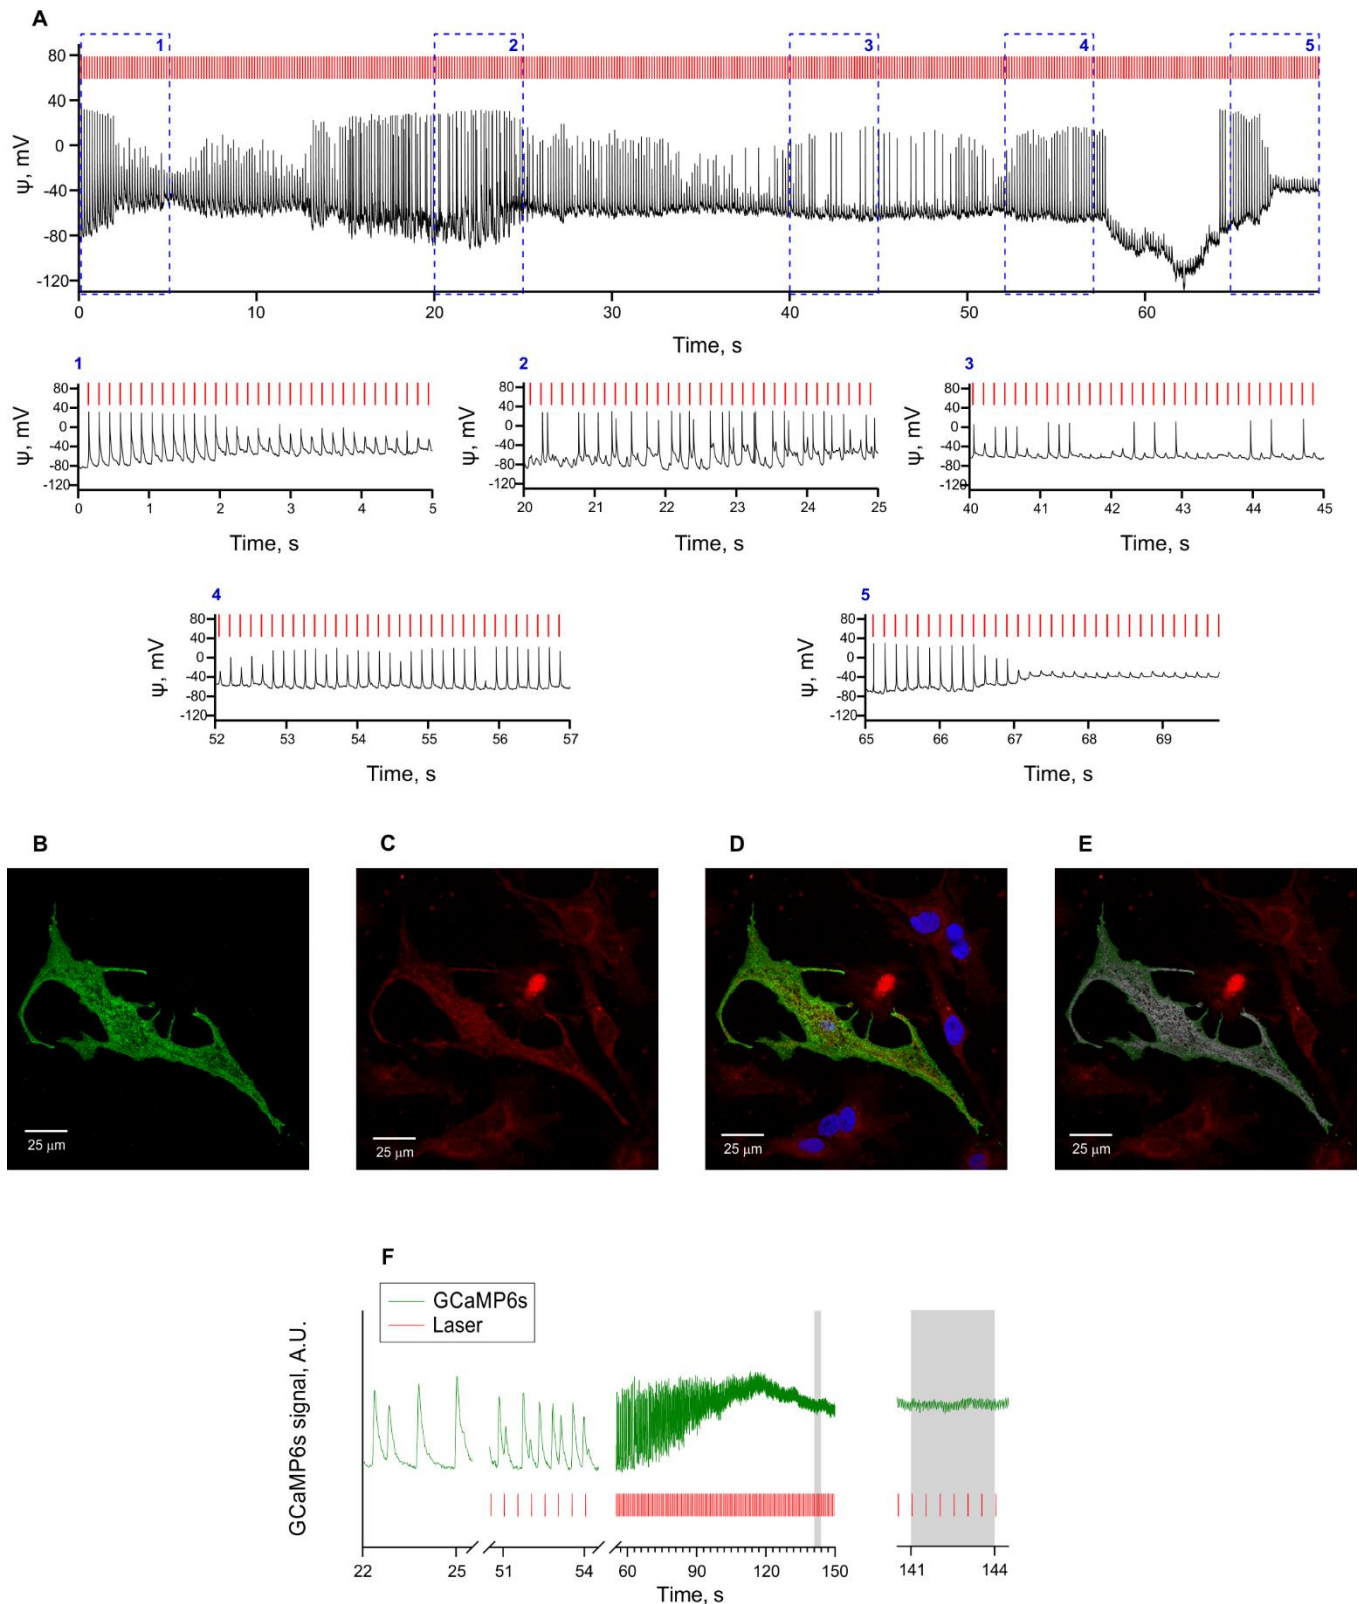 A
1 2 3 4 5
80
40
0
-40
-80
-120
ψ, mV
0 10 20 30 40 50 60
Time, s
1 2 3
80
40
0
-40
-80
-120
ψ, mV
0 1 2 3 4 5
Time, s
80
40
0
-40
-80
-120
ψ, mV
20 21 22 23 24 25
Time, s
80
40
0
-40
-80
-120
ψ, mV
40 41 42 43 44 45
Time, s
4 5
80
40
0
-40
-80
-120
ψ, mV
52 53 54 55 56 57
Time, s
80
40
0
-40
-80
-120
ψ, mV
65 66 67 68 69
Time, s
B C D E
25 μm 25 μm 25 μm 25 μm
F
GCaMP6s
Laser
GCaMP6s signal, A.U.
22 25 51 54 60 90 120 150 141 144
Time, s